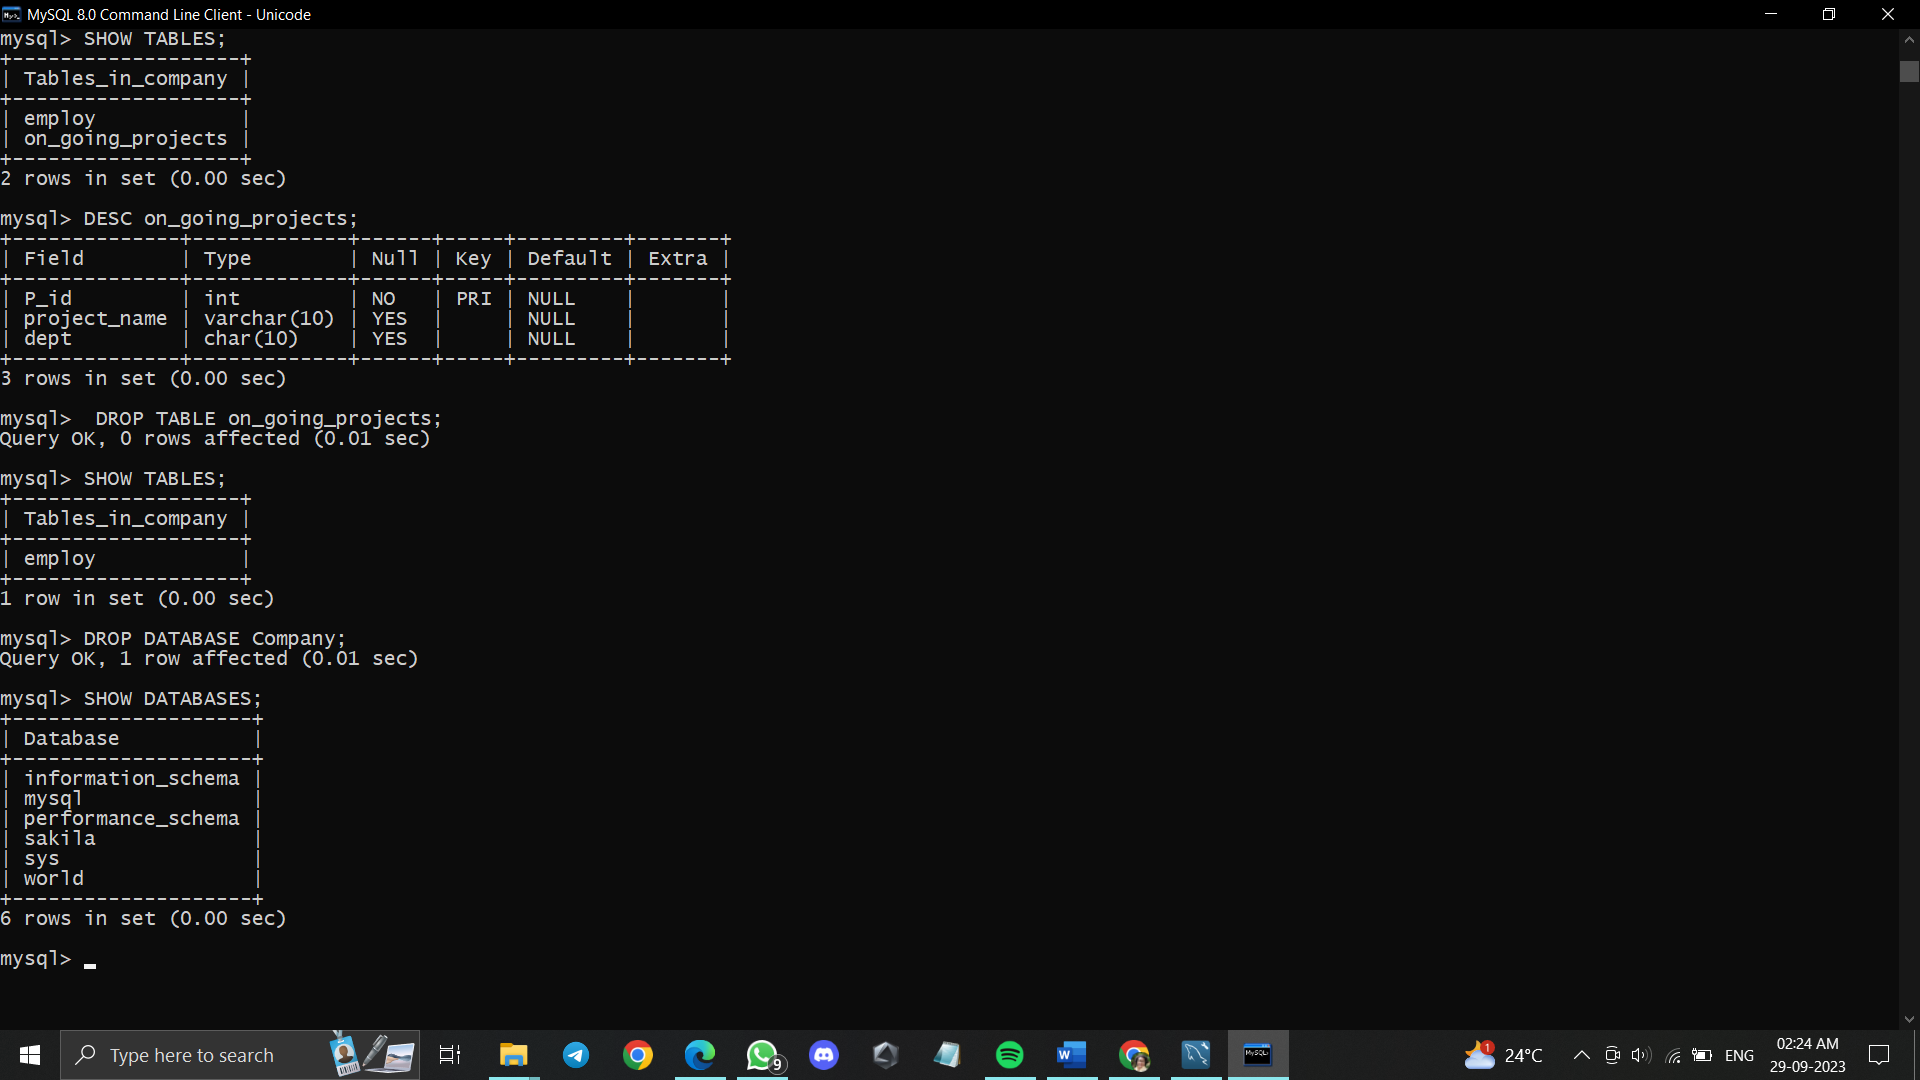 MySQL 8.0 Command Line Client - Unicode
mysql> SHOW TABLES;
+-------------------+
| Tables_in_company |
+-------------------+
| employ            |
| on_going_projects |
+-------------------+
2 rows in set (0.00 sec)
mysql> DESC on_going_projects;
+--------------+-------------+------+-----+---------+-------+
| Field        | Type        | Null | Key | Default | Extra |
+--------------+-------------+------+-----+---------+-------+
| P_id         | int         | NO   | PRI | NULL    |       |
| project_name | varchar(10) | YES  |     | NULL    |       |
| dept         | char(10)    | YES  |     | NULL    |       |
+--------------+-------------+------+-----+---------+-------+
3 rows in set (0.00 sec)
mysql>  DROP TABLE on_going_projects;
Query OK, 0 rows affected (0.01 sec)
mysql> SHOW TABLES;
+-------------------+
| Tables_in_company |
+-------------------+
| employ            |
+-------------------+
1 row in set (0.00 sec)
mysql> DROP DATABASE Company;
Query OK, 1 row affected (0.01 sec)
mysql> SHOW DATABASES;
+--------------------+
| Database           |
+--------------------+
| information_schema |
| mysql              |
| performance_schema |
| sakila             |
| sys                |
| world              |
+--------------------+
6 rows in set (0.00 sec)
mysql> _
Type here to search
9
1
24°C
ENG
02:24 AM
29-09-2023